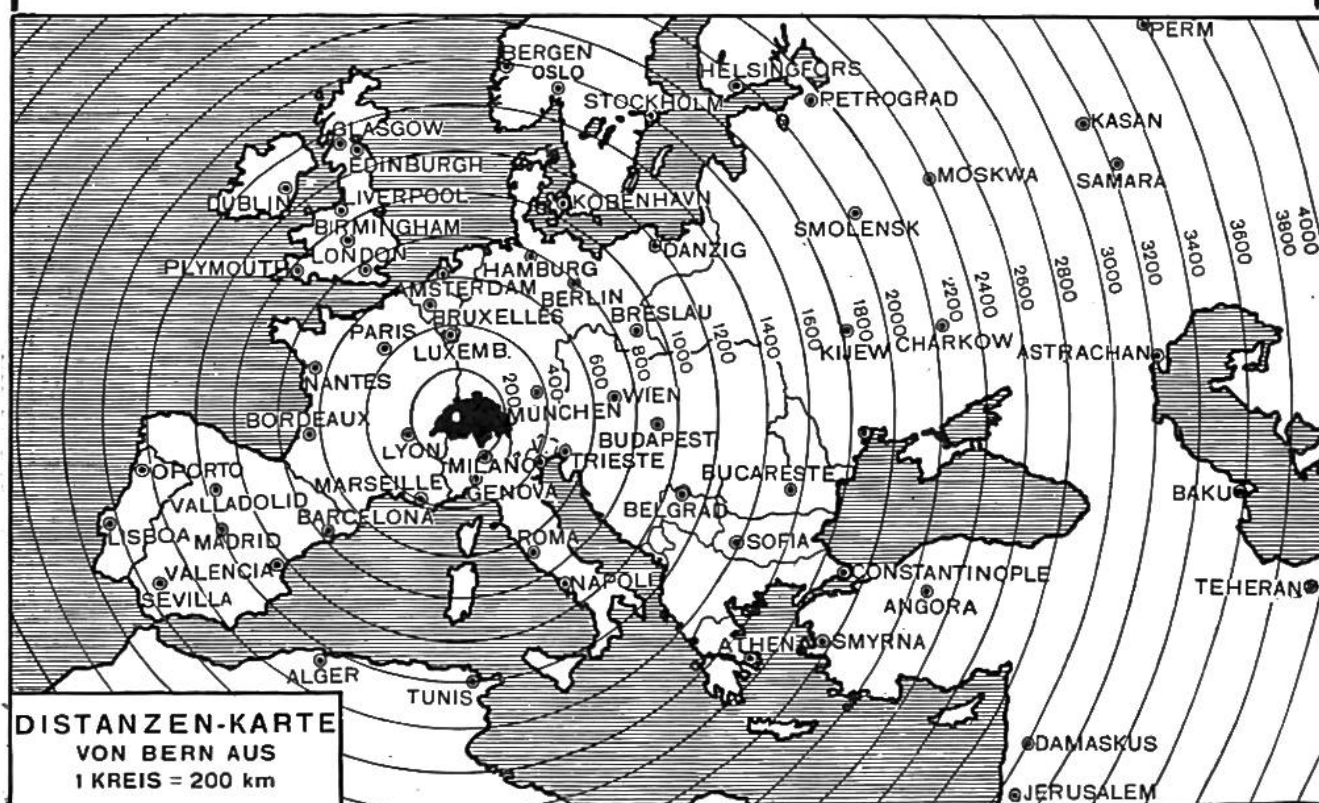 PERM
BERGEN
OSLO
HELSINGFORS
STOCKHOLM
PETROGRAD
KASAN
GLASGOW
EDINBURGH
MOSKWA
SAMARA
DUBLIN
LIVERPOOL
KOBENHAVN
BIRMINGHAM
SMOLENSK
LONDON
DANZIG
PLYMOUTH
HAMBURG
AMSTERDAM
BERLIN
BRUXELLES
BRESLAU
PARIS
LUXEMB.
KIJEW
CHARKOW
ASTRACHAN
200
400
600
800
1000
1200
1400
1600
1800
2000
2200
2400
2600
2800
3000
3200
3400
3600
3800
4000
NANTES
MÜNCHEN
WIEN
BORDEAUX
LYON
BUDAPEST
MILANO
TRIESTE
OPORTO
MARSEILLE
GENOVA
BUCAREST
BAKU
VALLADOLID
BARCELONA
BELGRAD
LISBOA
MADRID
ROMA
SOFIA
VALENCIA
NAPOLI
CONSTANTINOPLE
TEHERAN
SEVILLA
ANGORA
ATHEN
SMYRNA
ALGER
TUNIS
DAMASKUS
JERUSALEM
DISTANZEN-KARTE
VON BERN AUS
1 KREIS = 200 km